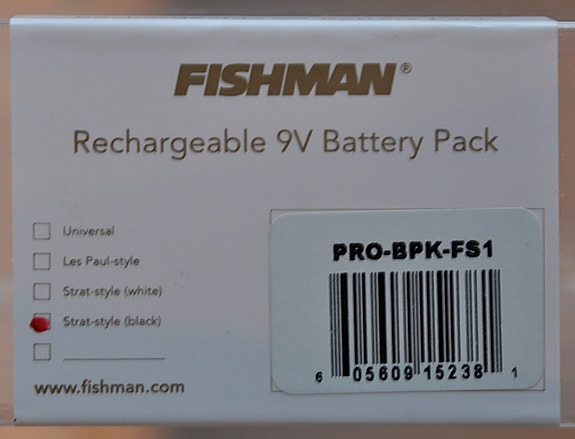 FISHMAN®
Rechargeable 9V Battery Pack
Universal
Les Paul-style
Strat-style (white)
Strat-style (black)
www.fishman.com
PRO-BPK-FS1
6 05609 15238 1